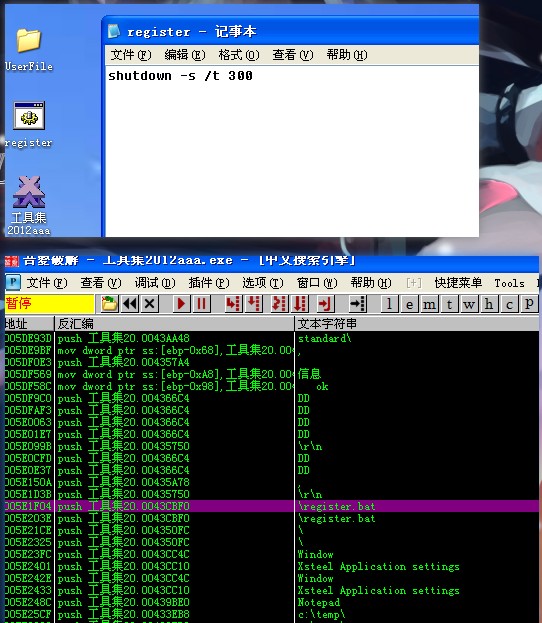 register - 记事本
文件(F) 编辑(E) 格式(O) 查看(V) 帮助(H)
shutdown -s /t 300
UserFile
register
工具集
2012aaa
吾爱破解 - 工具集2012aaa.exe - [中文搜索引擎]
P 文件(F) 查看(V) 调试(D) 插件(P) 选项(T) 窗口(W) 帮助(H) [+] 快捷菜单 Tools
暂停 l e m t w h c p
地址 反汇编 文本字符串
005DE93D push 工具集20.0043AA48 standard\
005DE9BF mov dword ptr ss:[ebp-0x68],工具集20.004 ,
005DF0E3 push 工具集20.004357A4
005DF569 mov dword ptr ss:[ebp-0xA8],工具集20.004 信息
005DF58C mov dword ptr ss:[ebp-0x98],工具集20.004 ok
005DF9C0 push 工具集20.004366C4 DD
005DFAF3 push 工具集20.004366C4 DD
005E0063 push 工具集20.004366C4 DD
005E01E7 push 工具集20.004366C4 DD
005E099B push 工具集20.00435750 \r\n
005E0CFD push 工具集20.004366C4 DD
005E0E37 push 工具集20.004366C4 DD
005E150A push 工具集20.00435A78 ,
005E1D3B push 工具集20.00435750 \r\n
005E1F04 push 工具集20.0043CBF0 \register.bat
005E203E push 工具集20.0043CBF0 \register.bat
005E21CE push 工具集20.004350FC \
005E2325 push 工具集20.004350FC \
005E23FC push 工具集20.0043CC4C Window
005E2401 push 工具集20.0043CC10 Xsteel Application settings
005E242E push 工具集20.0043CC4C Window
005E2433 push 工具集20.0043CC10 Xsteel Application settings
005E248C push 工具集20.00439BE0 Notepad
005E25CF push 工具集20.00433EB8 c:\temp\